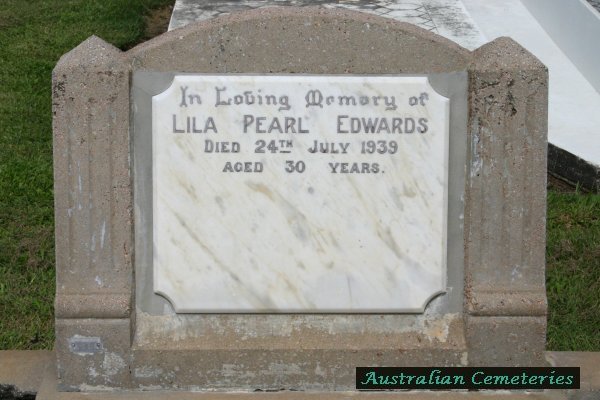 In Loving Memory of
LILA PEARL EDWARDS
DIED 24TH JULY 1939
AGED 30 YEARS.
Australian Cemeteries